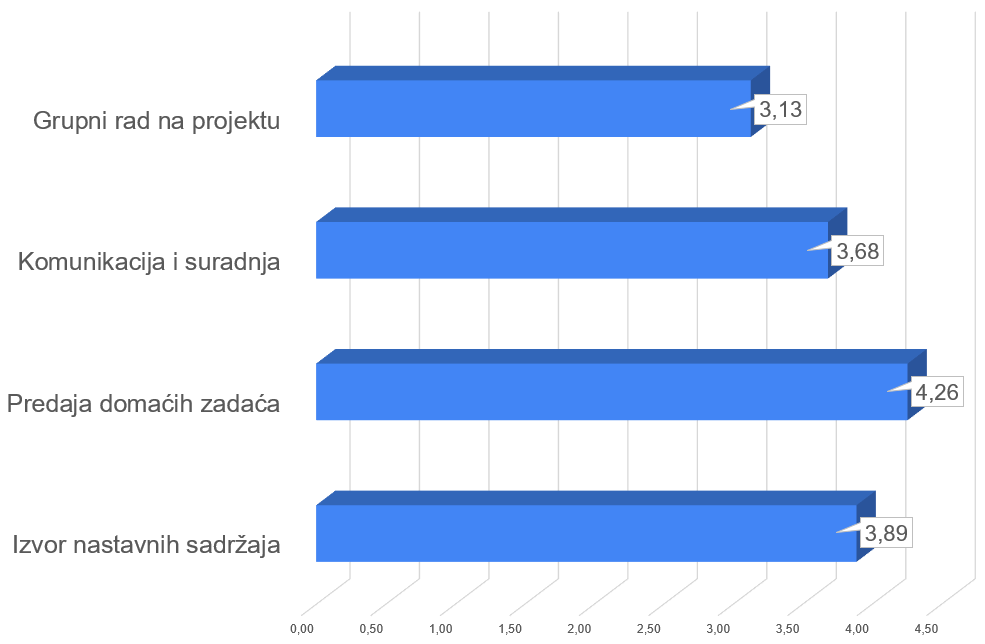 Grupni rad na projektu
3,13
Komunikacija i suradnja
3,68
Predaja domaćih zadaća
4,26
Izvor nastavnih sadržaja
3,89
0,00 0,50 1,00 1,50 2,00 2,50 3,00 3,50 4,00 4,50